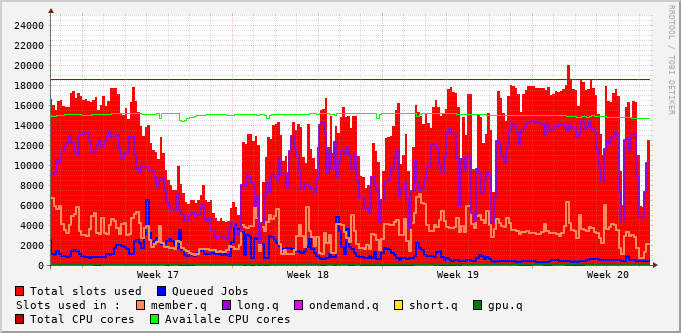 RRDTOOL / TOBI OETIKER
24000
22000
20000
18000
16000
14000
12000
10000
8000
6000
4000
2000
0
Week 17 Week 18 Week 19 Week 20
Total slots used Queued Jobs
Slots used in : member.q long.q ondemand.q short.q gpu.q
Total CPU cores Availale CPU cores